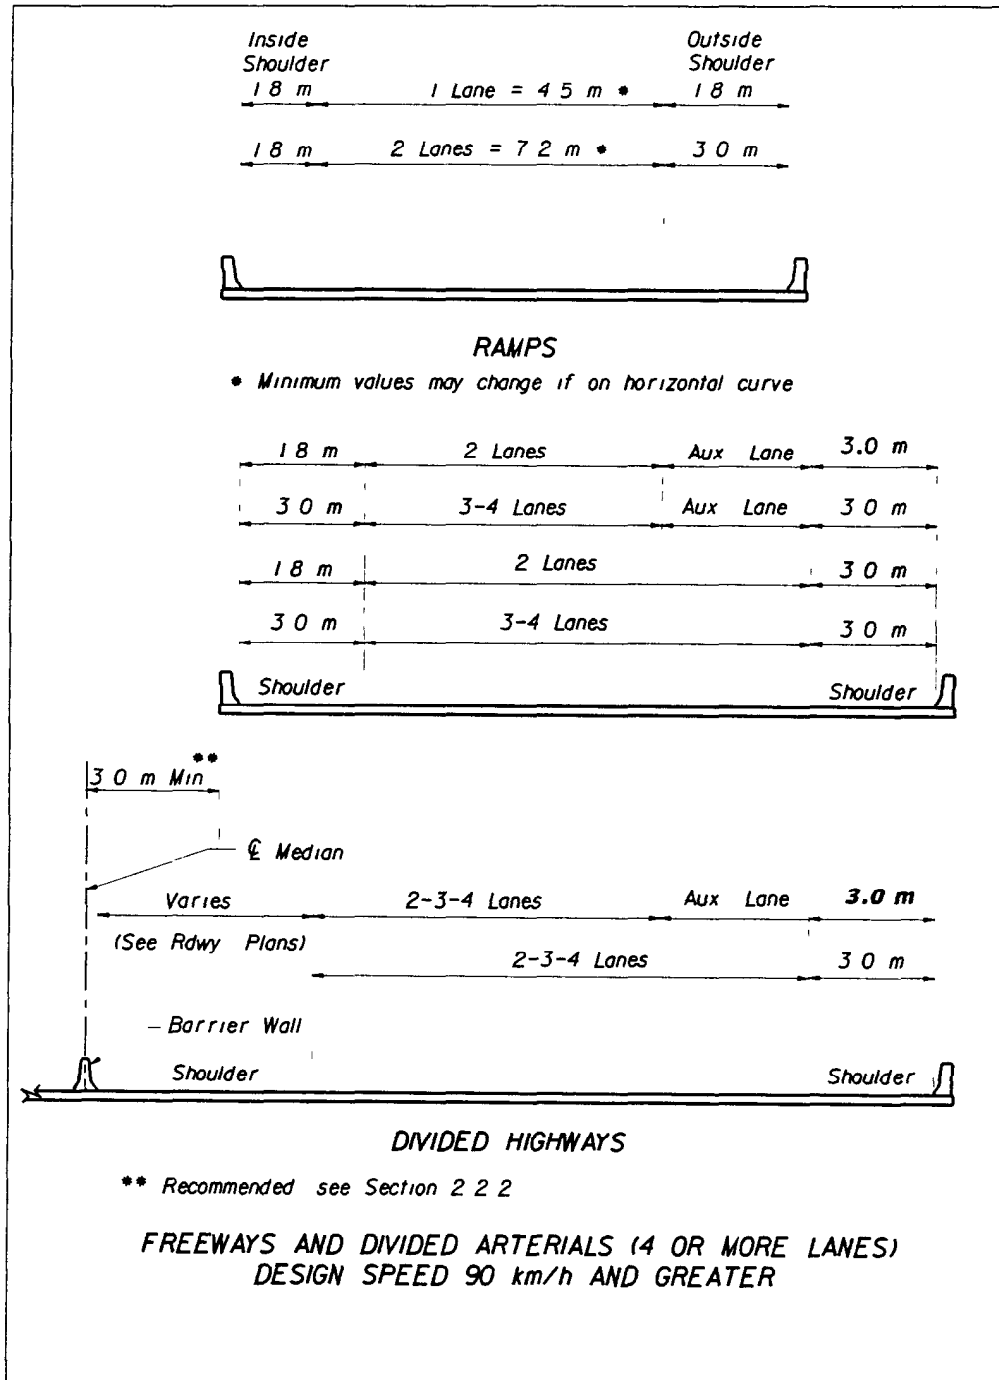 Inside Outside
Shoulder Shoulder
1 8 m 1 Lane = 4 5 m * 1 8 m
1 8 m 2 Lanes = 7 2 m * 3 0 m
RAMPS
* Minimum values may change if on horizontal curve
1 8 m 2 Lanes Aux Lane 3.0 m
3 0 m 3-4 Lanes Aux Lane 3 0 m
1 8 m 2 Lanes 3 0 m
3 0 m 3-4 Lanes 3 0 m
Shoulder Shoulder
3 0 m Min **
℄ Median
Varies 2-3-4 Lanes Aux Lane 3.0 m
(See Rdwy Plans) 2-3-4 Lanes 3 0 m
Barrier Wall
Shoulder Shoulder
DIVIDED HIGHWAYS
** Recommended see Section 2 2 2
FREEWAYS AND DIVIDED ARTERIALS (4 OR MORE LANES)
DESIGN SPEED 90 km/h AND GREATER